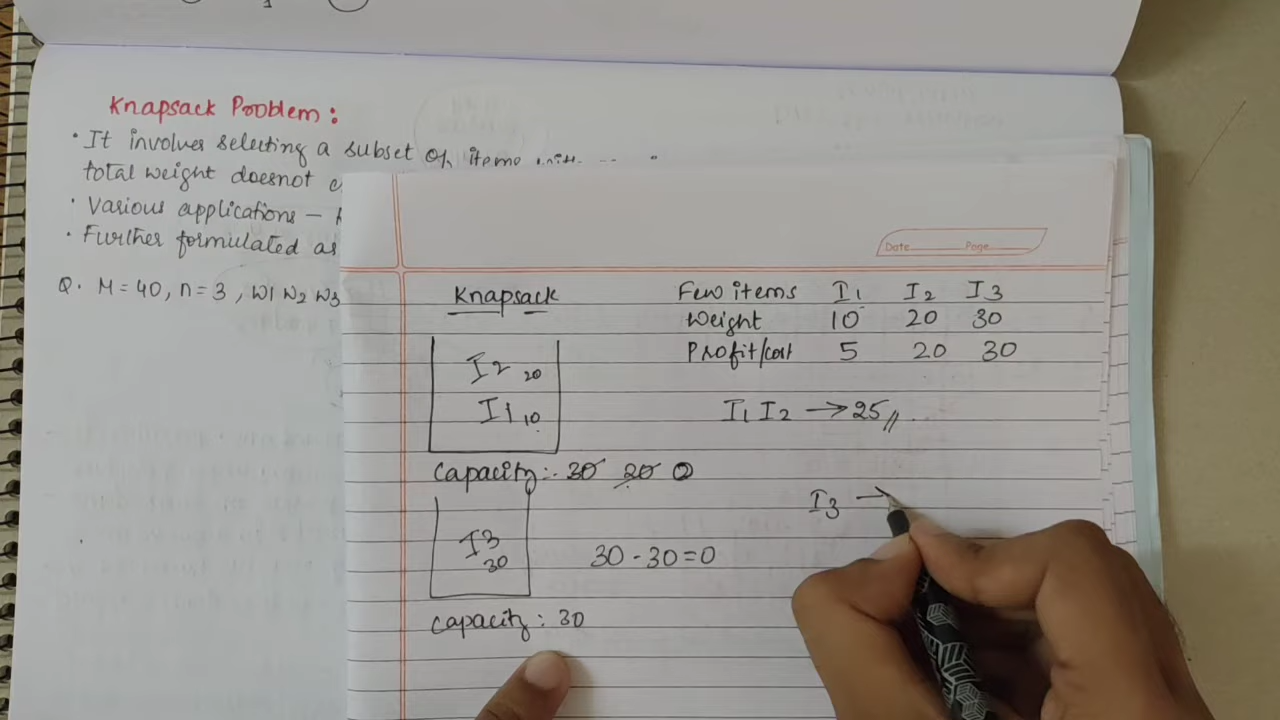 Knapsack Problem:
• It involves selecting a subset of items
total weight doesnot
• Various applications –
• Further formulated as
Q. M = 40, n = 3, W1 W2 W3
Date Page
Knapsack Few items I1 I2 I3
Weight 10 20 30
Profit/cost 5 20 30
I2 20
I1 10
I1 I2 → 25 //
Capacity:- 30 20 0
I3 →
I3
30
30 - 30 = 0
Capacity: 30